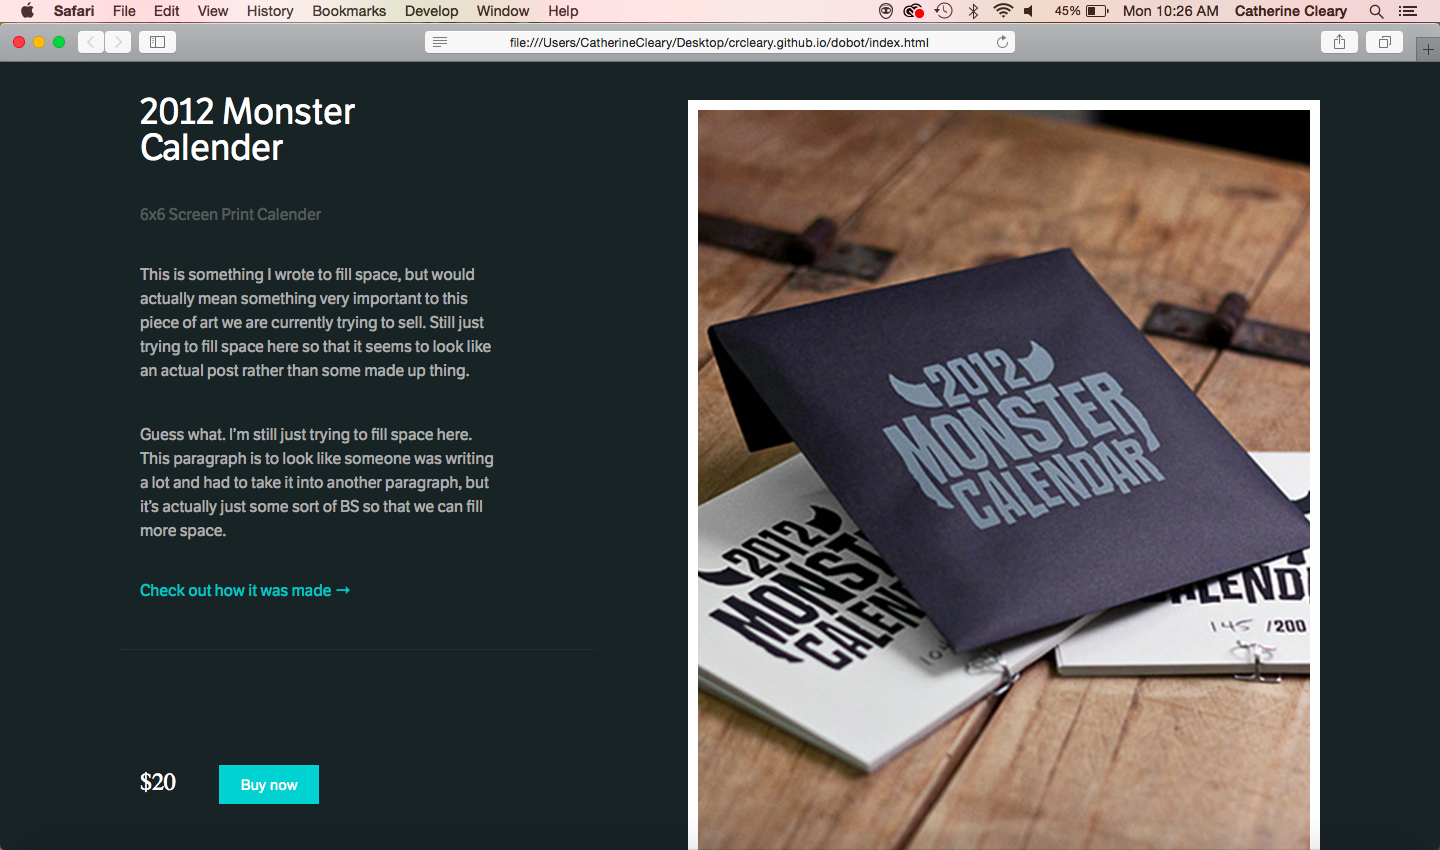 Safari File Edit View History Bookmarks Develop Window Help 45% Mon 10:26 AM Catherine Cleary
file:///Users/CatherineCleary/Desktop/crcleary.github.io/dobot/index.html
2012 Monster
Calender
6x6 Screen Print Calender
This is something I wrote to fill space, but would
actually mean something very important to this
piece of art we are currently trying to sell. Still just
trying to fill space here so that it seems to look like
an actual post rather than some made up thing.
Guess what. I'm still just trying to fill space here.
This paragraph is to look like someone was writing
a lot and had to take it into another paragraph, but
it's actually just some sort of BS so that we can fill
more space.
Check out how it was made →
$20
Buy now
2012
MONSTER
CALENDAR
2012
MONST
CALEN
CALENDA
145 /200